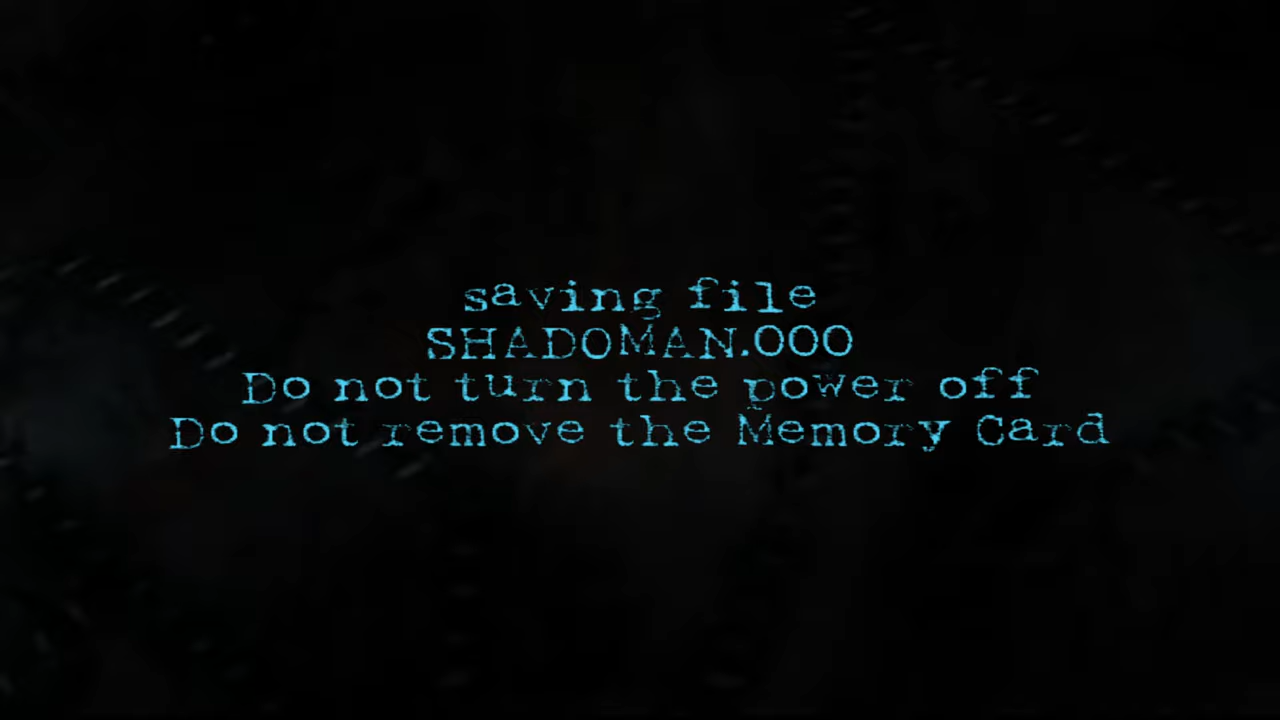 saving file
SHADOMAN.000
Do not turn the power off
Do not remove the Memory Card